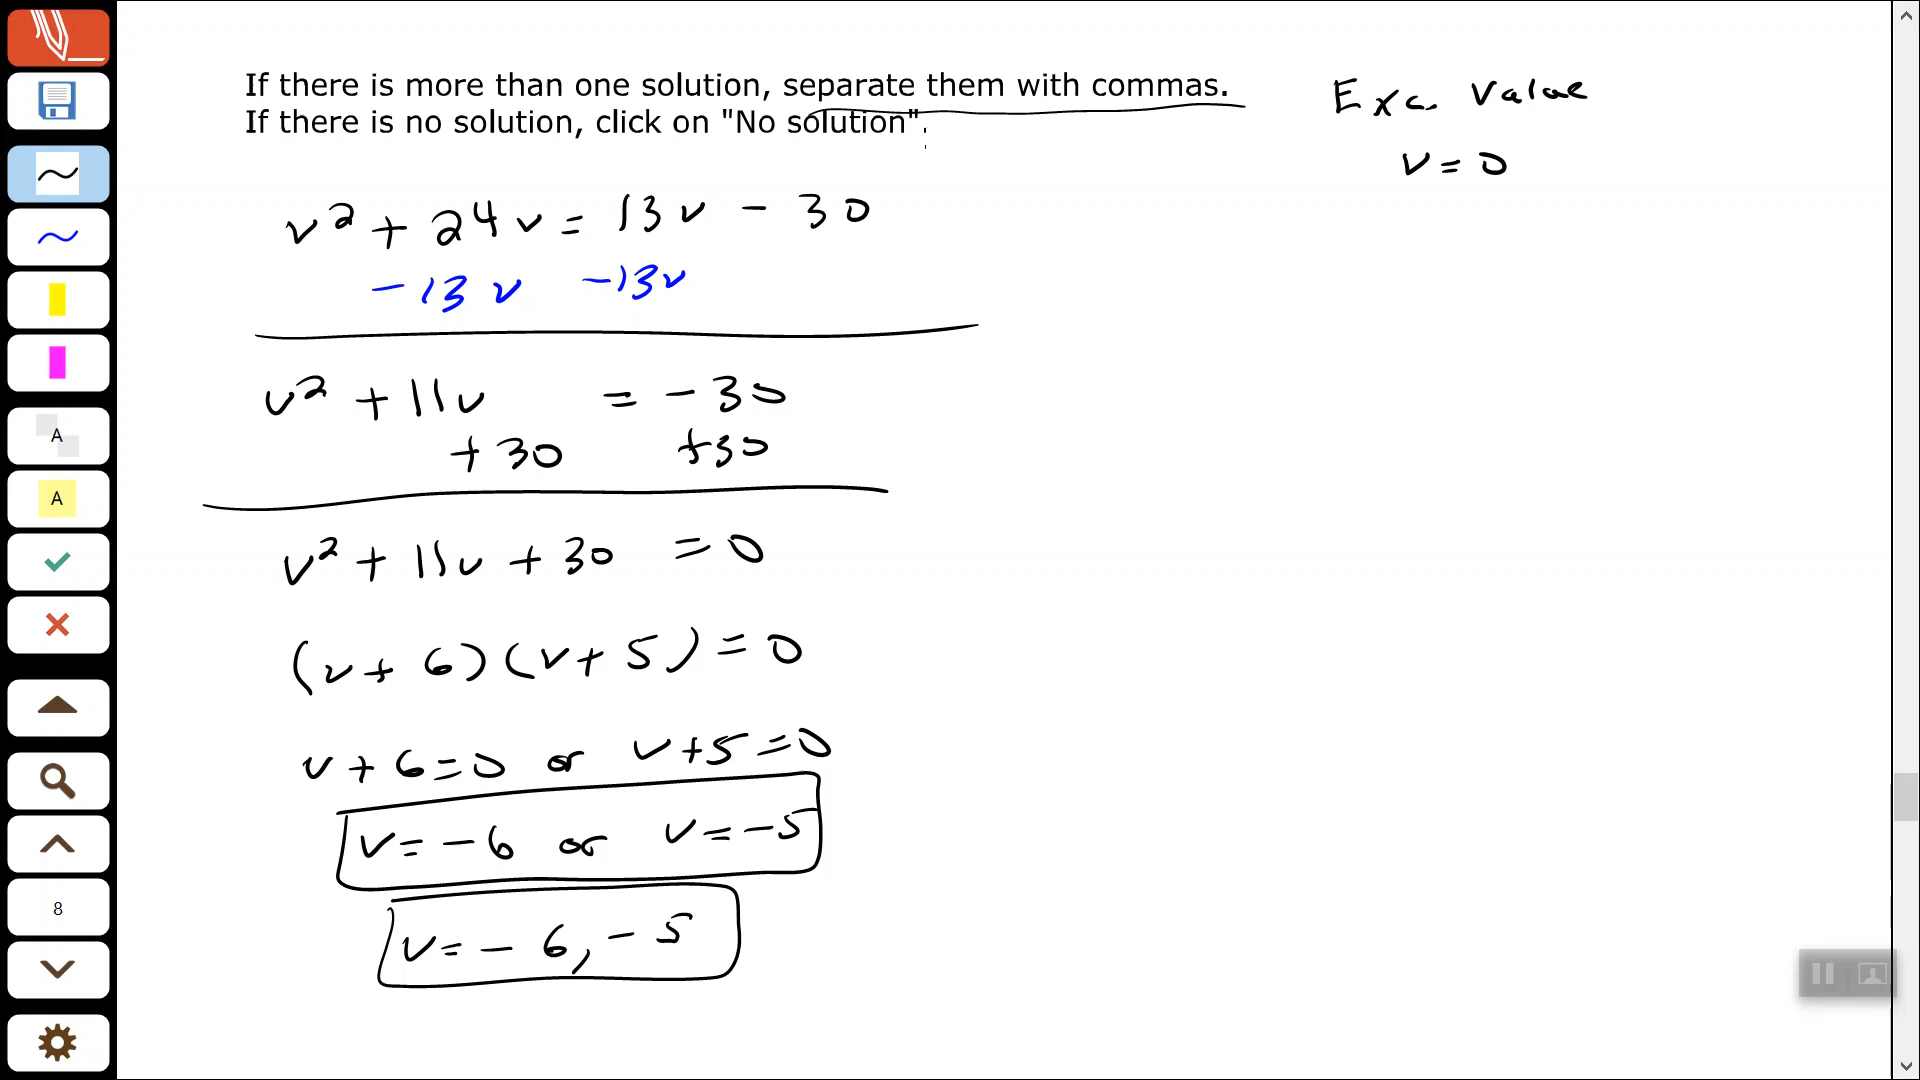 If there is more than one solution, separate them with commas.
If there is no solution, click on "No solution".
Exc. Value
v = 0
v² + 24v = 13v - 30
-13v -13v
v² + 11v = -30
+30 +30
v² + 11v + 30 = 0
(v + 6)(v + 5) = 0
v + 6 = 0 or v + 5 = 0
v = -6 or v = -5
v = -6, -5
A
A
8